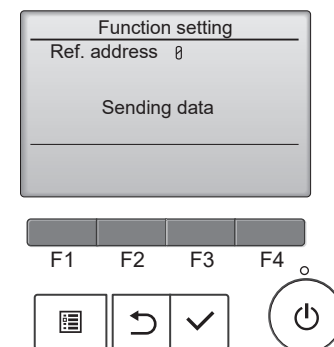 Function setting
Ref. address 0
Sending data
F1 F2 F3 F4